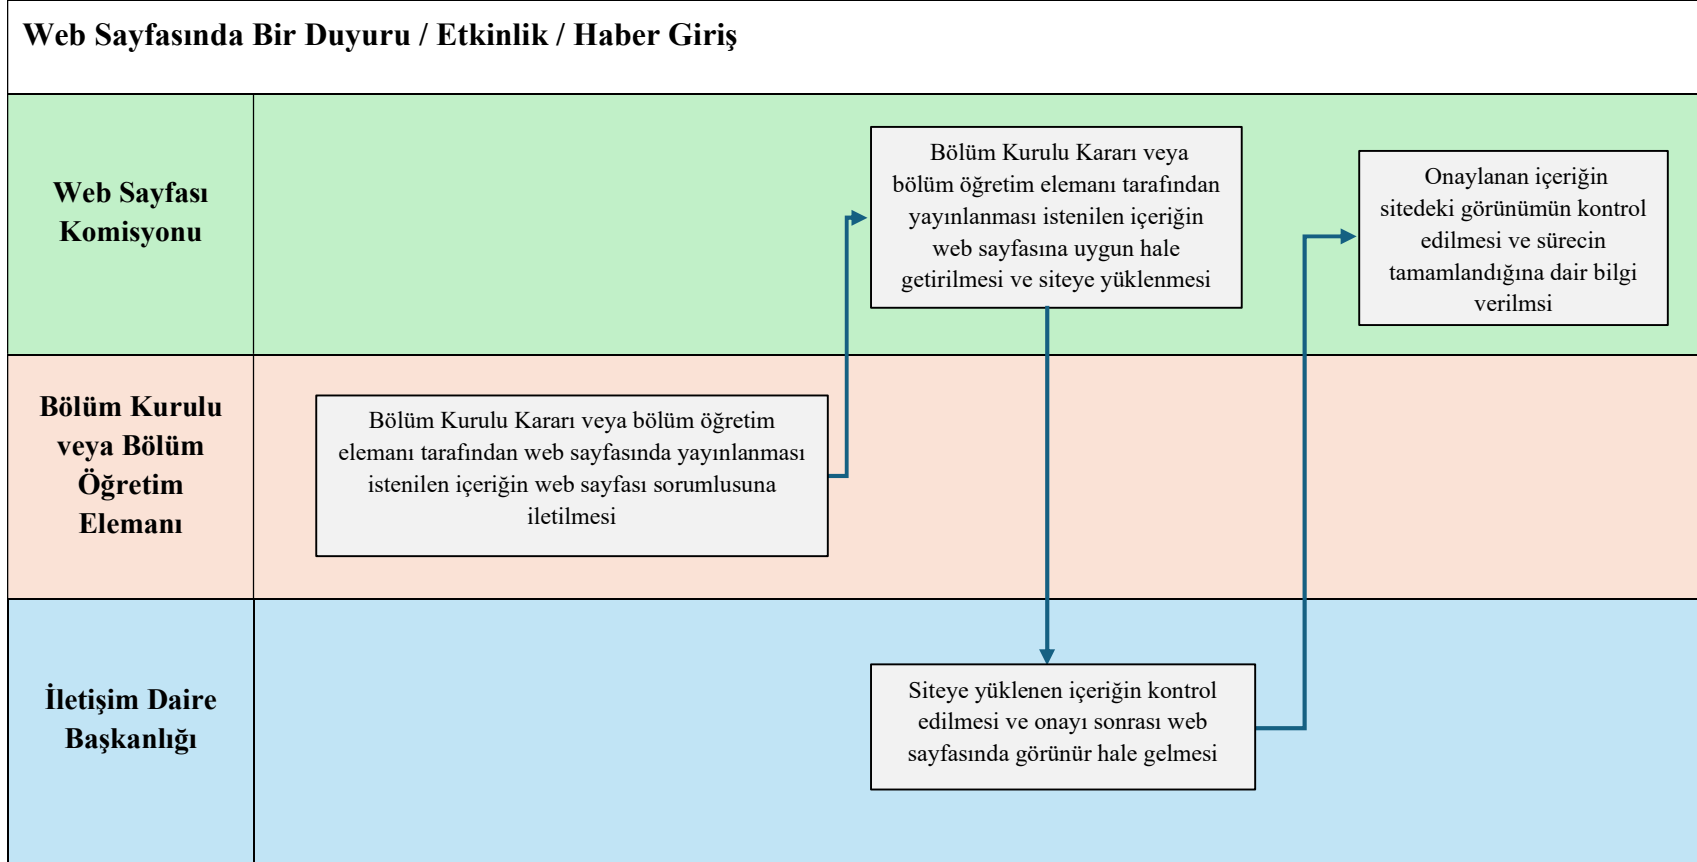 Web Sayfasında Bir Duyuru / Etkinlik / Haber Giriş
Web Sayfası
Komisyonu
Bölüm Kurulu Kararı veya
bölüm öğretim elemanı tarafından
yayınlanması istenilen içeriğin
web sayfasına uygun hale
getirilmesi ve siteye yüklenmesi
Onaylanan içeriğin
sitedeki görünümün kontrol
edilmesi ve sürecin
tamamlandığına dair bilgi
verilmsi
Bölüm Kurulu
veya Bölüm
Öğretim
Elemanı
Bölüm Kurulu Kararı veya bölüm öğretim
elemanı tarafından web sayfasında yayınlanması
istenilen içeriğin web sayfası sorumlusuna
iletilmesi
İletişim Daire
Başkanlığı
Siteye yüklenen içeriğin kontrol
edilmesi ve onayı sonrası web
sayfasında görünür hale gelmesi